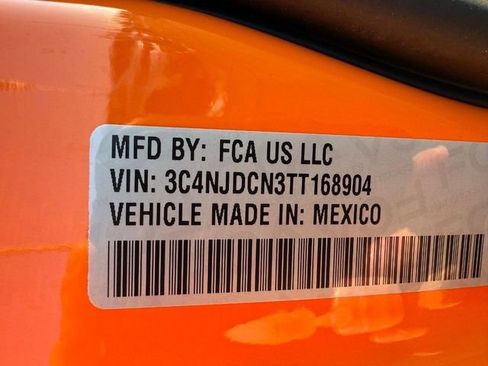 MFD BY: FCA US LLC
VIN: 3C4NJDCN3TT168904
VEHICLE MADE IN: MEXICO